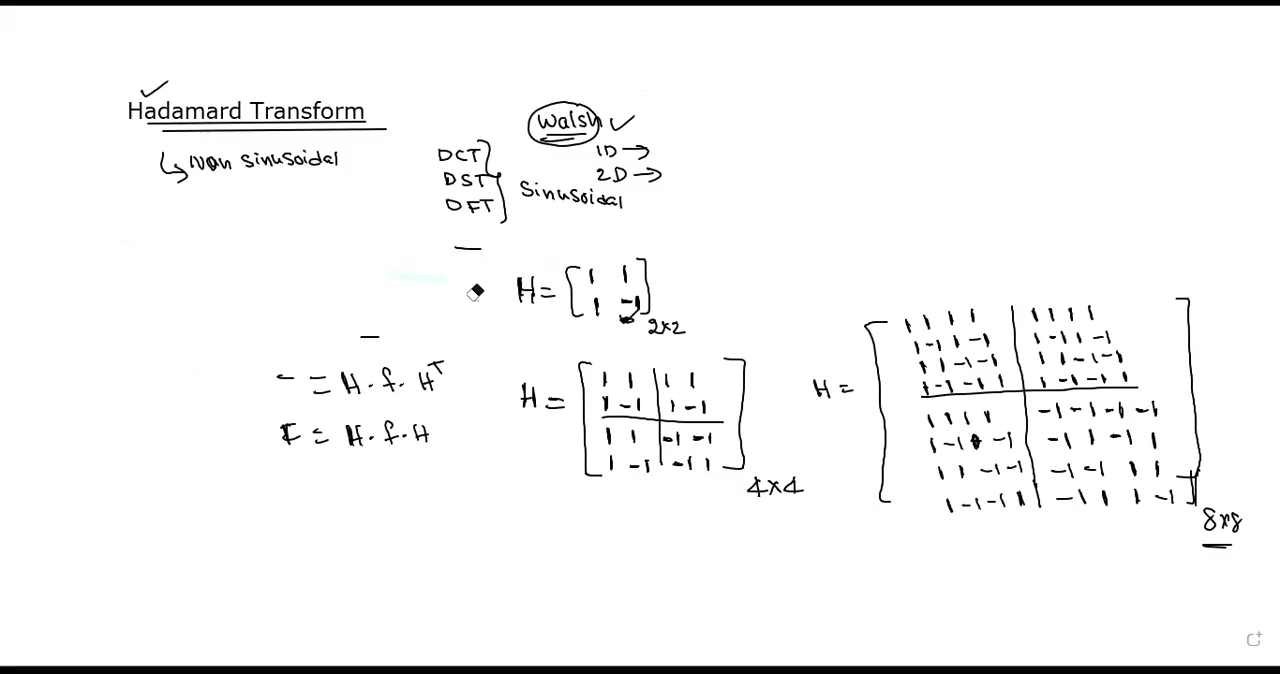 Hadamard Transform
↳ Non Sinusoidal
Walsh ✓
1D →
2D →
DCT
DST
DFT
Sinusoidal
H = [ 1 1
1 -1 ] 2×2
= H · f · Hᵀ
F = H · f · H
H = [ 1 1 | 1 1
1 -1 | 1 -1
1 1 | -1 -1
1 -1 | -1 1 ] 4×4
H = [ 1 1 1 1 | 1 1 1 1
1 -1 1 -1 | 1 -1 1 -1
1 1 -1 -1 | 1 1 -1 -1
1 -1 -1 1 | 1 -1 -1 1
1 1 1 1 | -1 -1 -1 -1
1 -1 1 -1 | -1 1 -1 1
1 1 -1 -1 | -1 -1 1 1
1 -1 -1 1 | -1 1 1 -1 ] 8×8